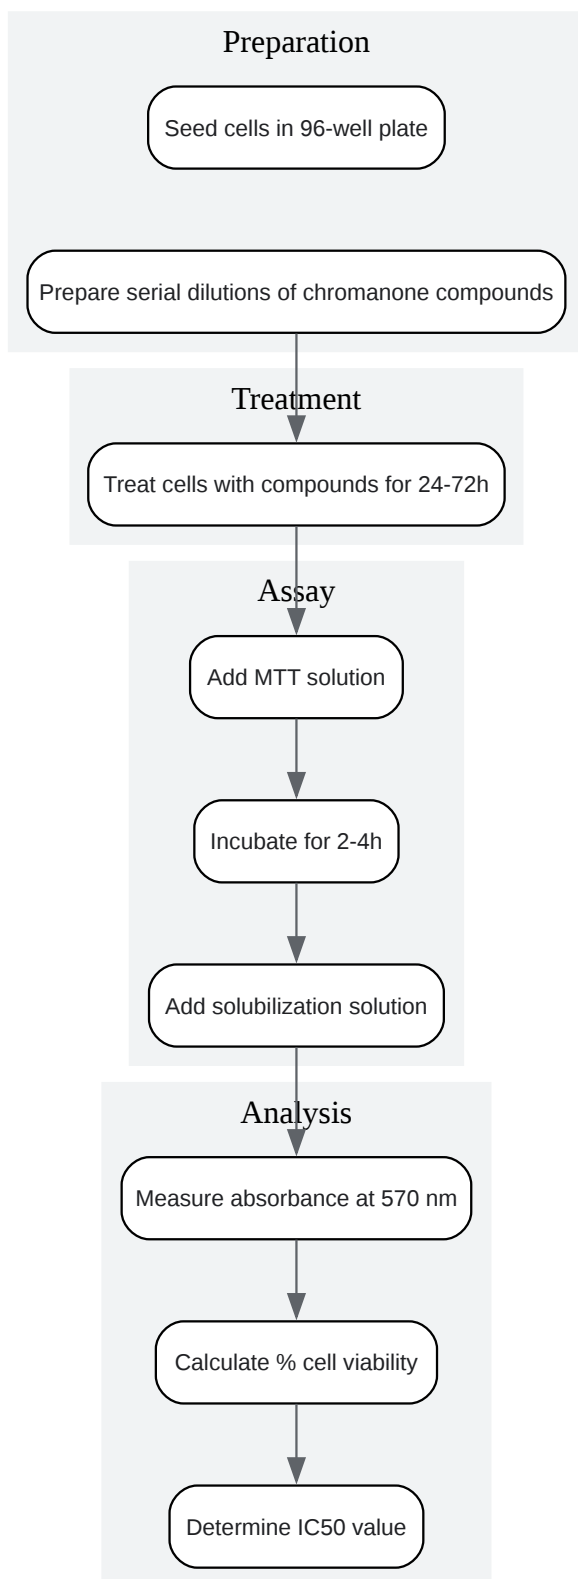 Preparation
Seed cells in 96-well plate
Prepare serial dilutions of chromanone compounds
Treatment
Treat cells with compounds for 24-72h
Assay
Add MTT solution
Incubate for 2-4h
Add solubilization solution
Analysis
Measure absorbance at 570 nm
Calculate % cell viability
Determine IC50 value